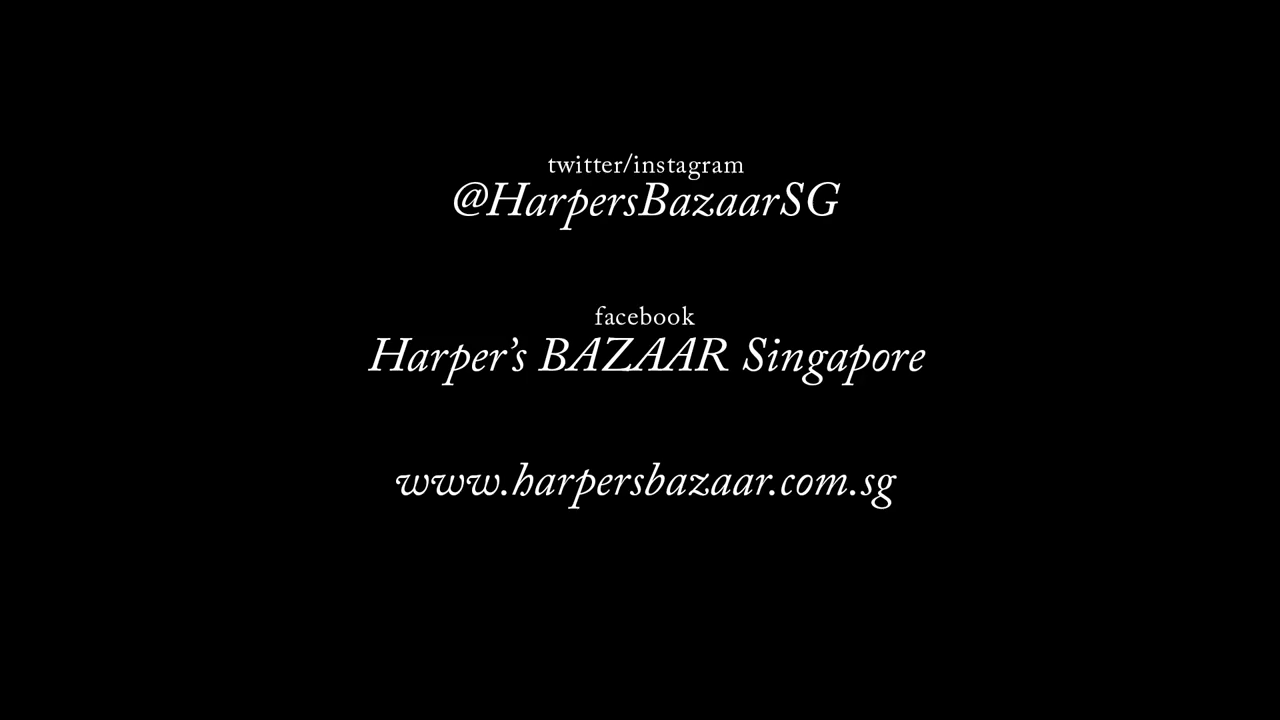 twitter/instagram
@HarpersBazaarSG
facebook
Harper’s BAZAAR Singapore
www.harpersbazaar.com.sg